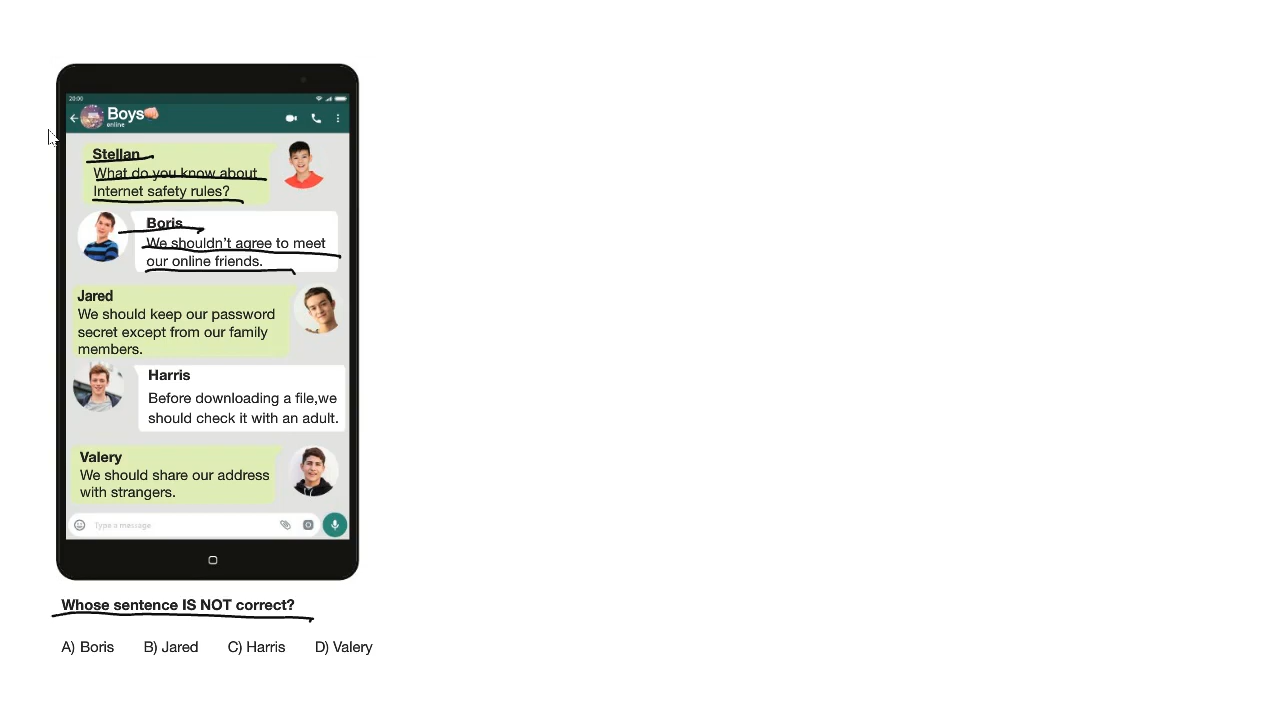 20:00
Boys
online
Stellan
What do you know about
Internet safety rules?
Boris
We shouldn't agree to meet
our online friends.
Jared
We should keep our password
secret except from our family
members.
Harris
Before downloading a file,we
should check it with an adult.
Valery
We should share our address
with strangers.
Type a message
Whose sentence IS NOT correct?
A) Boris B) Jared C) Harris D) Valery